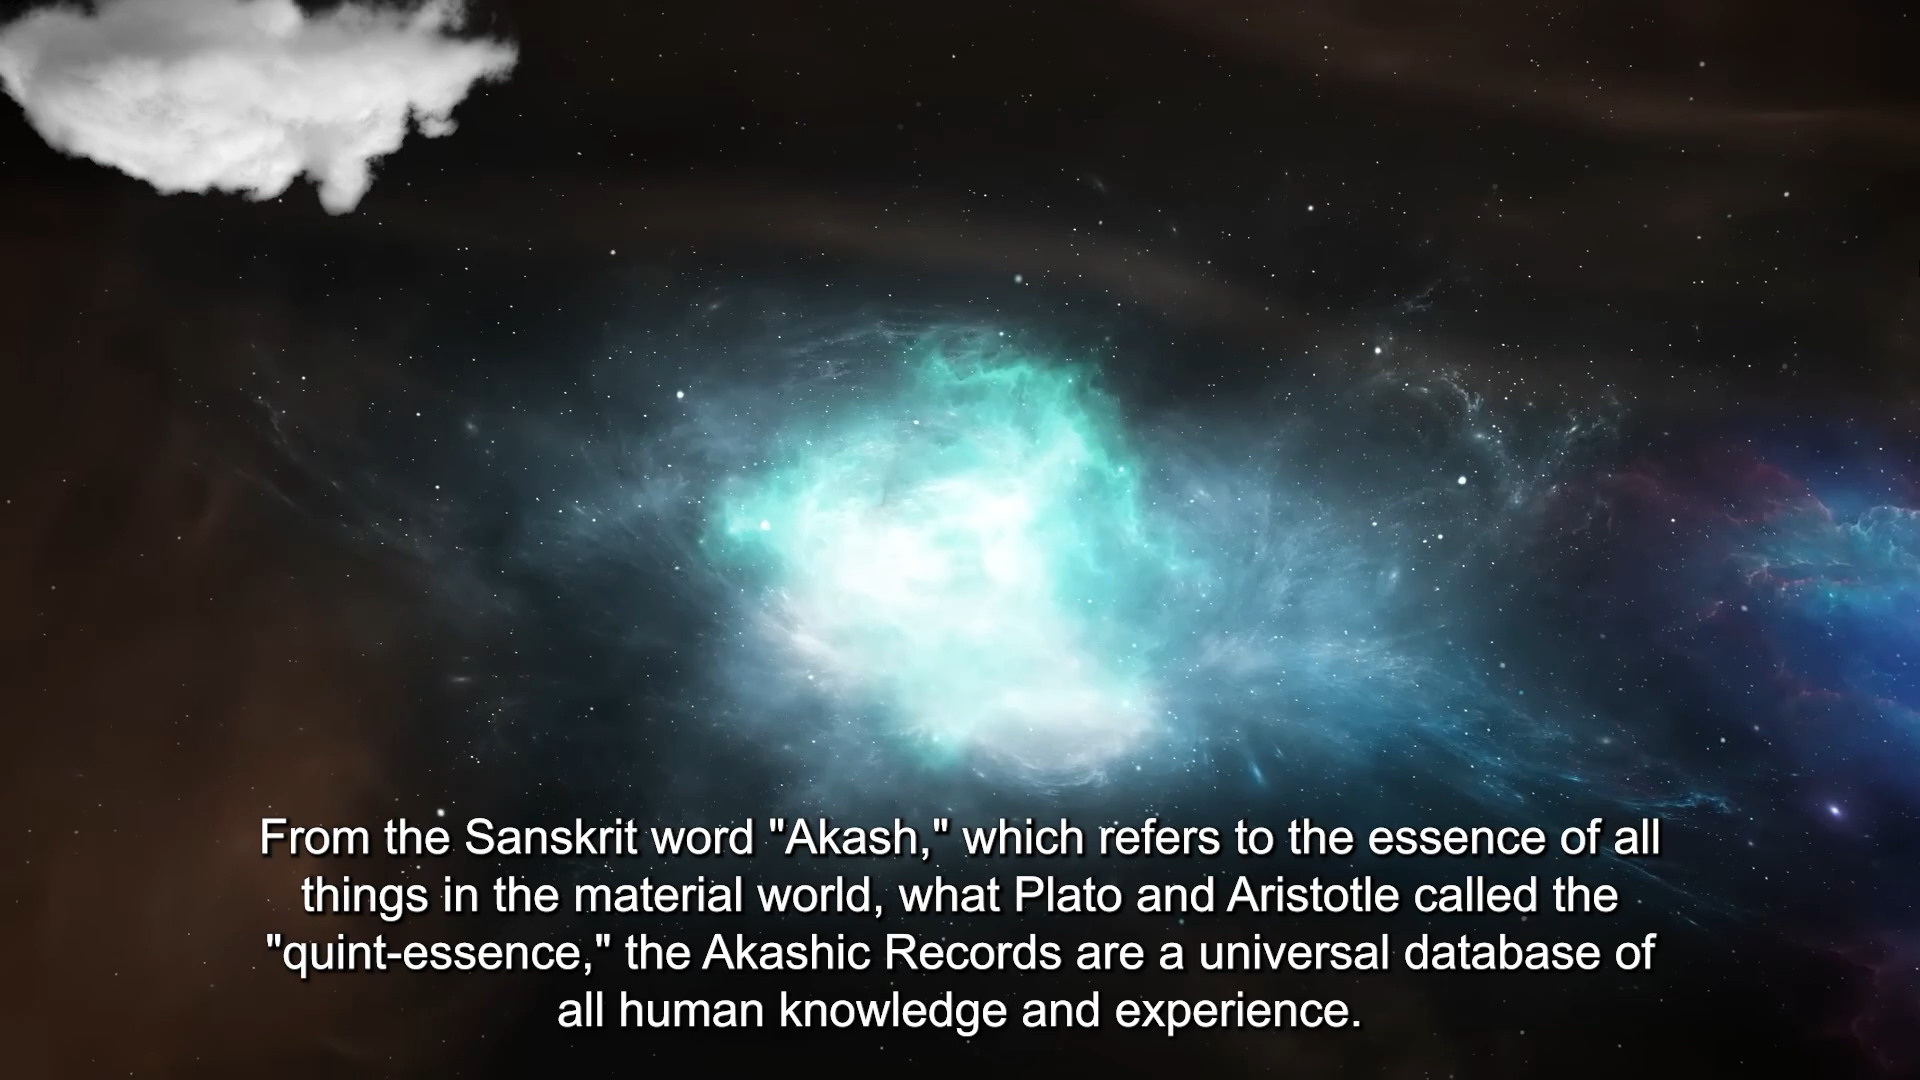 From the Sanskrit word "Akash," which refers to the essence of all
things in the material world, what Plato and Aristotle called the
"quint-essence," the Akashic Records are a universal database of
all human knowledge and experience.